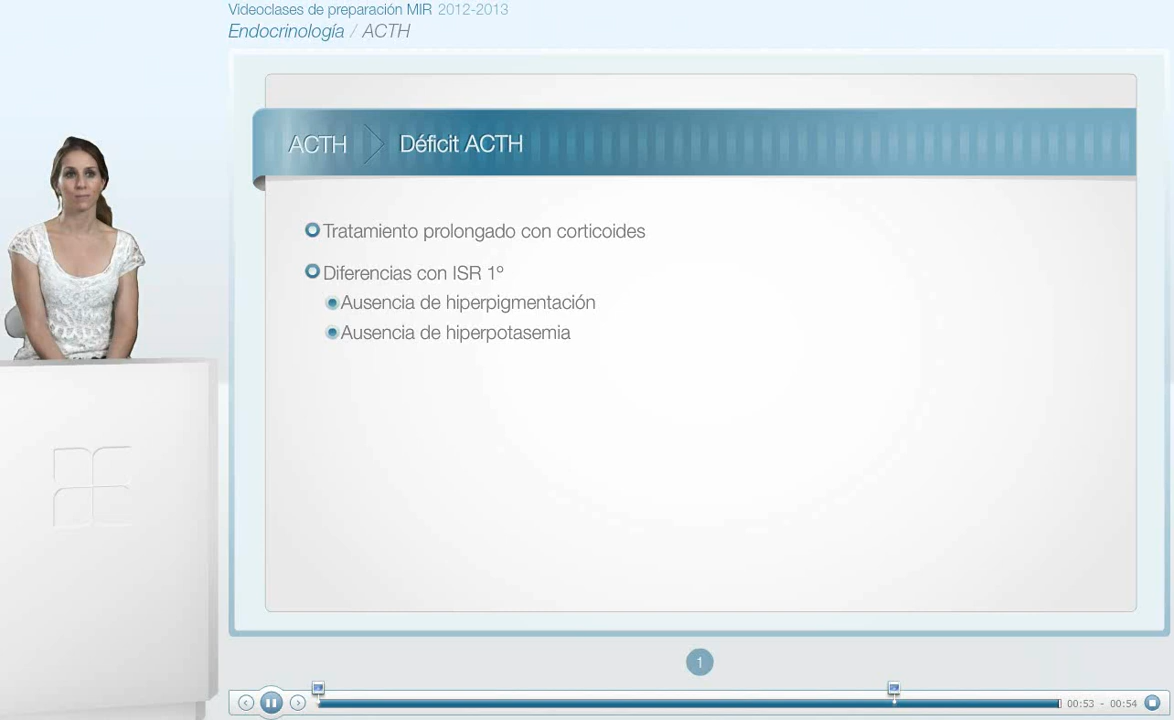 Videoclases de preparación MIR 2012-2013
Endocrinología / ACTH
ACTH Déficit ACTH
Tratamiento prolongado con corticoides
Diferencias con ISR 1º
Ausencia de hiperpigmentación
Ausencia de hiperpotasemia
1
00:53 - 00:54